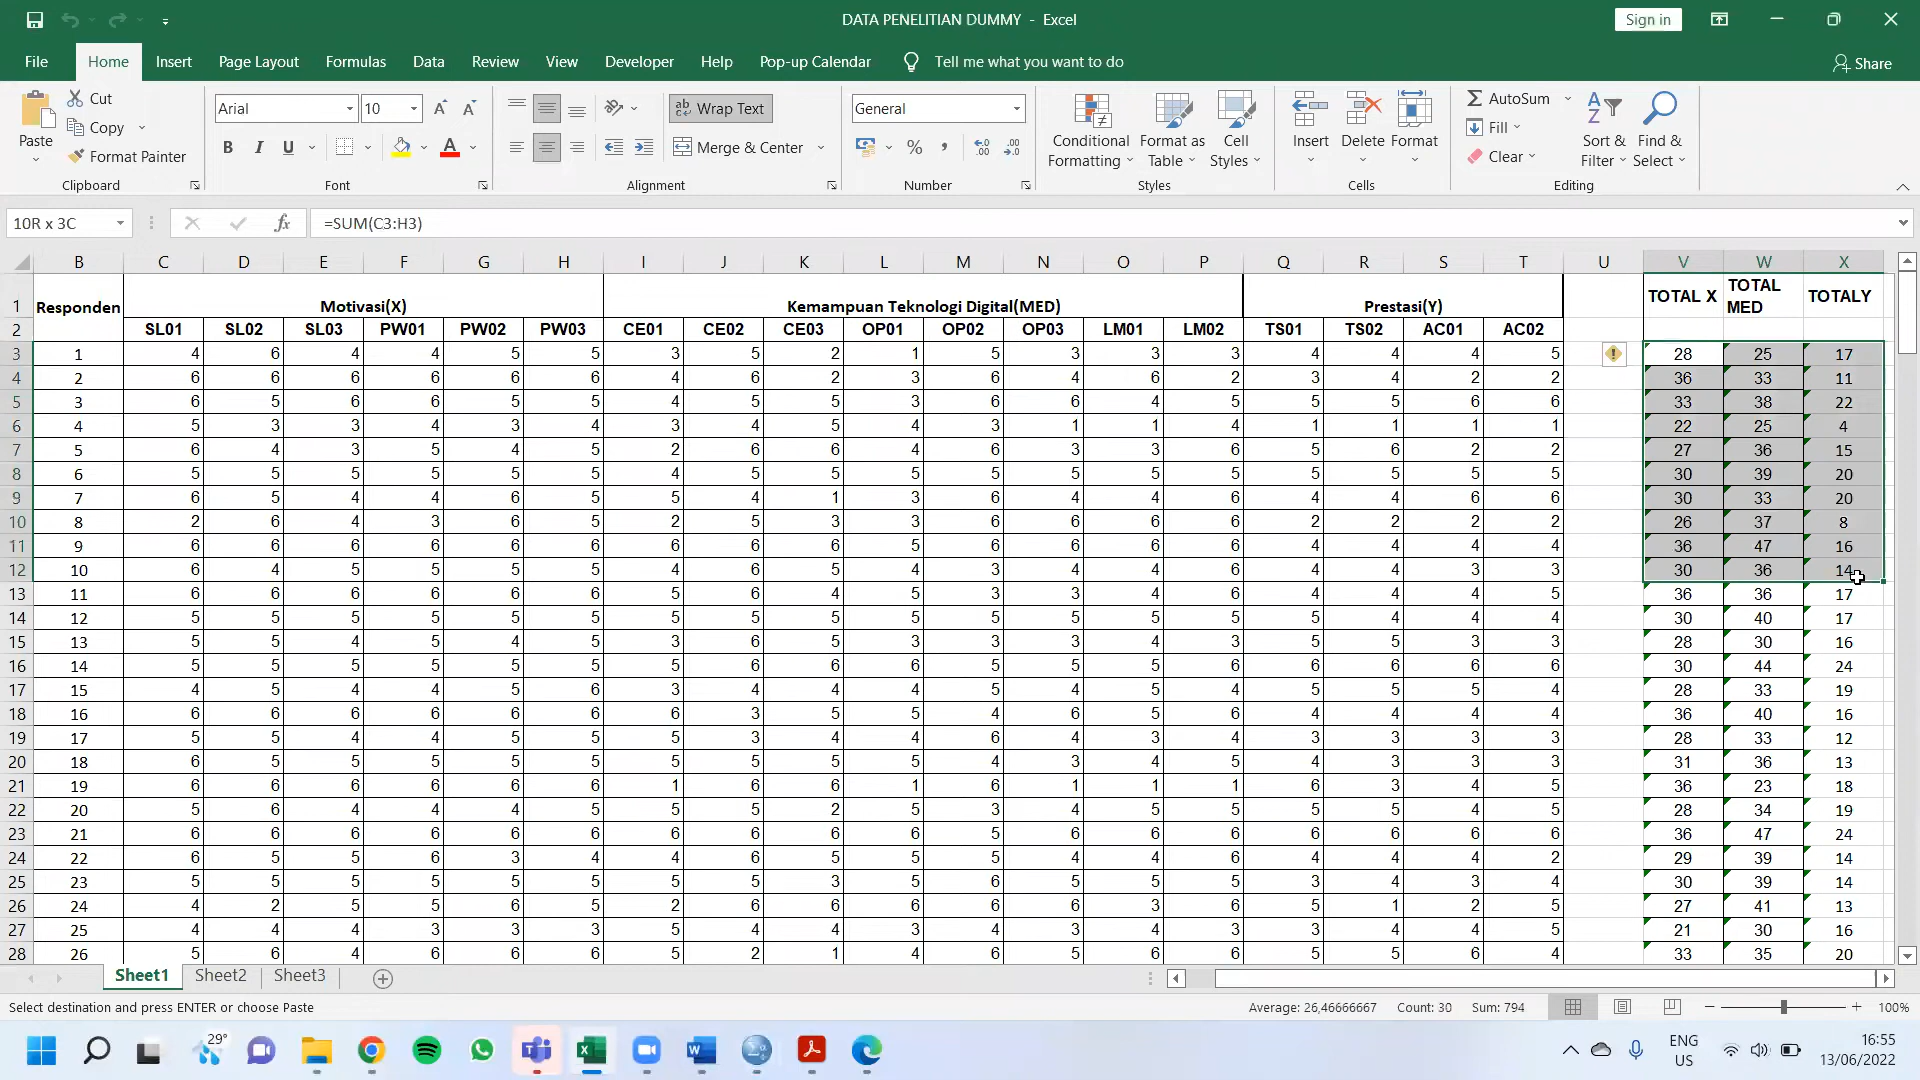 DATA PENELITIAN DUMMY - Excel
Sign in
File Home Insert Page Layout Formulas Data Review View Developer Help Pop-up Calendar Tell me what you want to do Share
Paste Cut Copy Format Painter Clipboard
Arial 10 B I U A Font
ab Wrap Text Merge & Center Alignment
General % Number
Conditional Formatting Format as Table Cell Styles Styles
Insert Delete Format Cells
AutoSum Fill Clear Sort & Filter Find & Select Editing
10R x 3C fx =SUM(C3:H3)
B C D E F G H I J K L M N O P Q R S T U V W X
1 Responden Motivasi(X) Kemampuan Teknologi Digital(MED) Prestasi(Y) TOTAL X TOTAL MED TOTALY
2 SL01 SL02 SL03 PW01 PW02 PW03 CE01 CE02 CE03 OP01 OP02 OP03 LM01 LM02 TS01 TS02 AC01 AC02
3 1 4 6 4 4 5 5 3 5 2 1 5 3 3 3 4 4 4 5 28 25 17
4 2 6 6 6 6 6 6 4 6 2 3 6 4 6 2 3 4 2 2 36 33 11
5 3 6 5 6 6 5 5 4 5 5 3 6 6 4 5 5 5 6 6 33 38 22
6 4 5 3 3 4 3 4 3 4 5 4 3 1 1 4 1 1 1 1 22 25 4
7 5 6 4 3 5 4 5 2 6 6 4 6 3 3 6 5 6 2 2 27 36 15
8 6 5 5 5 5 5 5 4 5 5 5 5 5 5 5 5 5 5 5 30 39 20
9 7 6 5 4 4 6 5 5 4 1 3 6 4 4 6 4 4 6 6 30 33 20
10 8 2 6 4 3 6 5 2 5 3 3 6 6 6 6 2 2 2 2 26 37 8
11 9 6 6 6 6 6 6 6 6 6 5 6 6 6 6 4 4 4 4 36 47 16
12 10 6 4 5 5 5 5 4 6 5 4 3 4 4 6 4 4 3 3 30 36 14
13 11 6 6 6 6 6 6 5 6 4 5 3 3 4 6 4 4 4 5 36 36 17
14 12 5 5 5 5 5 5 5 5 5 5 5 5 5 5 5 4 4 4 30 40 17
15 13 5 5 4 5 4 5 3 6 5 3 3 3 4 3 5 5 3 3 28 30 16
16 14 5 5 5 5 5 5 5 6 6 6 5 5 5 6 6 6 6 6 30 44 24
17 15 4 5 4 4 5 6 3 4 4 4 5 4 5 4 5 5 5 4 28 33 19
18 16 6 6 6 6 6 6 6 3 5 5 4 6 5 6 4 4 4 4 36 40 16
19 17 5 5 4 4 5 5 5 3 4 4 6 4 3 4 3 3 3 3 28 33 12
20 18 5 6 5 5 5 5 5 5 5 5 4 3 4 5 4 3 3 3 31 36 13
21 19 6 6 6 6 6 6 1 6 6 1 6 1 1 1 6 3 4 5 36 23 18
22 20 5 6 4 4 4 5 5 5 2 5 3 4 5 5 5 5 4 5 28 34 19
23 21 6 6 6 6 6 6 6 6 6 6 5 6 6 6 6 6 6 6 36 47 24
24 22 6 5 5 6 3 4 4 6 5 5 5 4 4 6 4 4 4 2 29 39 14
25 23 5 5 5 5 5 5 5 5 3 5 6 5 5 5 3 4 3 4 30 39 14
26 24 4 2 5 5 6 5 2 6 6 6 6 6 3 6 5 1 2 5 27 41 13
27 25 4 4 4 3 3 3 5 4 4 3 4 3 4 3 3 4 4 5 21 30 16
28 26 5 6 4 6 6 6 5 2 1 4 6 5 6 6 5 5 6 4 33 35 20
Sheet1 Sheet2 Sheet3
Select destination and press ENTER or choose Paste Average: 26,46666667 Count: 30 Sum: 794 100%
29° ENG US 16:55 13/06/2022